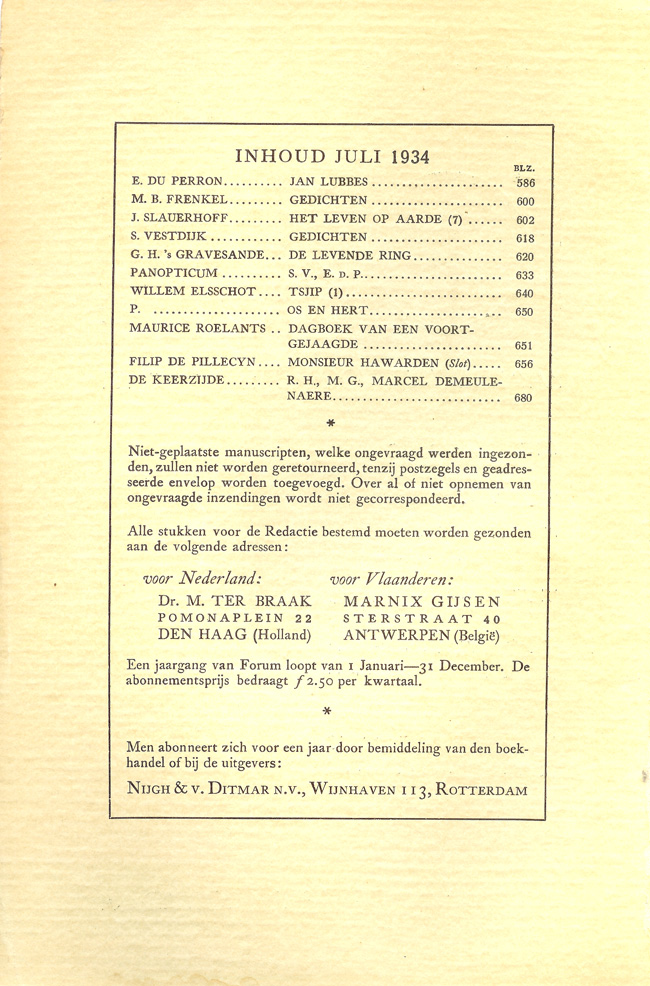 INHOUD JULI 1934
BLZ.
E. DU PERRON.......... JAN LUBBES ...................... 586
M. B. FRENKEL......... GEDICHTEN ...................... 600
J. SLAUERHOFF......... HET LEVEN OP AARDE (7) ...... 602
S. VESTDIJK ............ GEDICHTEN ...................... 618
G. H. 's GRAVESANDE... DE LEVENDE RING............... 620
PANOPTICUM .......... S. V., E. D. P........................ 633
WILLEM ELSSCHOT .... TSJIP (1)........................... 640
P. ..................... OS EN HERT....................... 650
MAURICE ROELANTS .. DAGBOEK VAN EEN VOORT-
GEJAAGDE ........................ 651
FILIP DE PILLECYN.... MONSIEUR HAWARDEN (Slot)..... 656
DE KEERZIJDE......... R. H., M. G., MARCEL DEMEULE-
NAERE............................. 680
*
Niet-geplaatste manuscripten, welke ongevraagd werden ingezon-
den, zullen niet worden geretourneerd, tenzij postzegels en geadres-
seerde envelop worden toegevoegd. Over al of niet opnemen van
ongevraagde inzendingen wordt niet gecorrespondeerd.
Alle stukken voor de Redactie bestemd moeten worden gezonden
aan de volgende adressen:
voor Nederland: voor Vlaanderen:
Dr. M. TER BRAAK MARNIX GIJSEN
POMONAPLEIN 22 STERSTRAAT 40
DEN HAAG (Holland) ANTWERPEN (België)
Een jaargang van Forum loopt van 1 Januari—31 December. De
abonnementsprijs bedraagt f 2.50 per kwartaal.
*
Men abonneert zich voor een jaar door bemiddeling van den boek-
handel of bij de uitgevers:
NIJGH & v. DITMAR N.V., WIJNHAVEN 113, ROTTERDAM